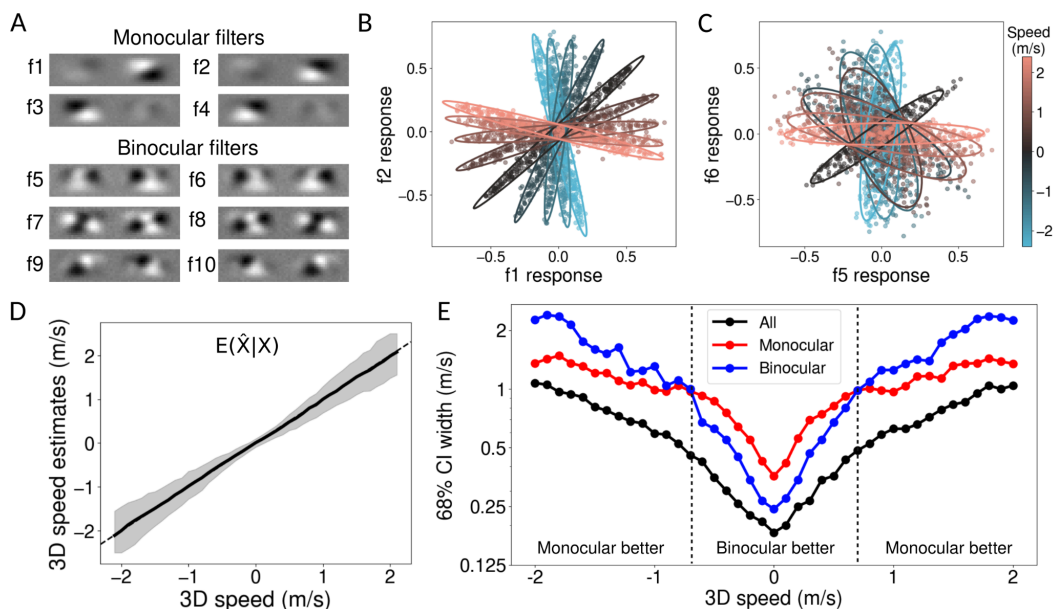 A
Monocular filters
f1
f2
f3
f4
Binocular filters
f5
f6
f7
f8
f9
f10
B
f2 response
0.5
0.0
−0.5
−0.5
0.0
0.5
f1 response
C
f6 response
0.5
0.0
−0.5
−0.5
0.0
0.5
f5 response
Speed
(m/s)
2
1
0
−1
−2
D
E(X̂|X)
3D speed estimates (m/s)
2
1
0
−1
−2
−2
−1
0
1
2
3D speed (m/s)
E
All
Monocular
Binocular
68% CI width (m/s)
2
1
0.5
0.25
0.125
Monocular better
Binocular better
Monocular better
-2
-1
0
1
2
3D speed (m/s)